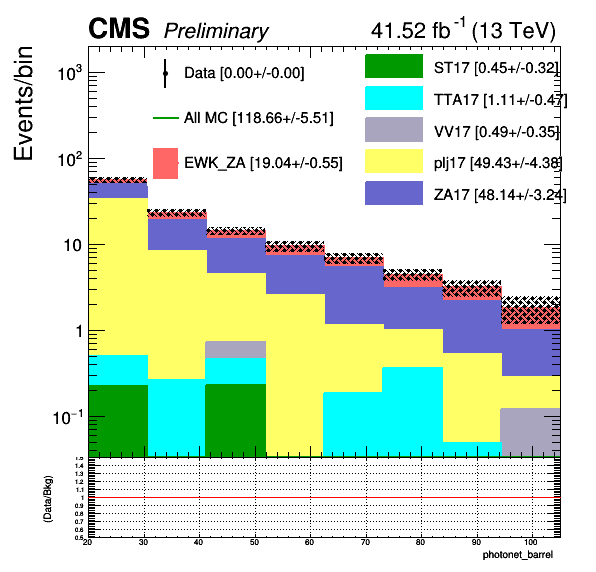 CMS Preliminary 41.52 fb⁻¹ (13 TeV)
Events/bin
10³
10²
10
1
10⁻¹
Data [0.00+/-0.00]
All MC [118.66+/-5.51]
EWK_ZA [19.04+/-0.55]
ST17 [0.45+/-0.32]
TTA17 [1.11+/-0.47]
VV17 [0.49+/-0.35]
plj17 [49.43+/-4.38]
ZA17 [48.14+/-3.24]
(Data/Bkg)
1.5
1.4
1.3
1.2
1.1
1
0.9
0.8
0.7
0.6
0.5
20 30 40 50 60 70 80 90 100
photonet_barrel